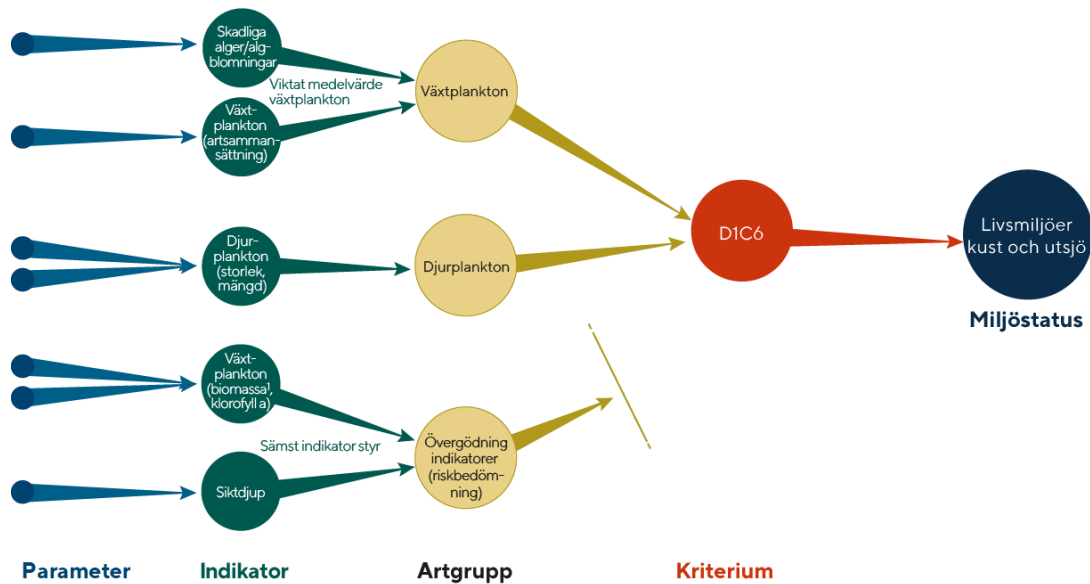 Skadliga
alger/alg-
blomningar
Viktat medelvärde
växtplankton
Växtplankton
Växt-
plankton
(artsamman-
sättning)
D1C6
Livsmiljöer
kust och utsjö
Miljöstatus
Djur-
plankton
(storlek,
mängd)
Djurplankton
Växt-
plankton
(biomassa¹,
klorofyll a)
Sämst indikator styr
Övergödning
indikatorer
(riskbedöm-
ning)
Siktdjup
Parameter
Indikator
Artgrupp
Kriterium